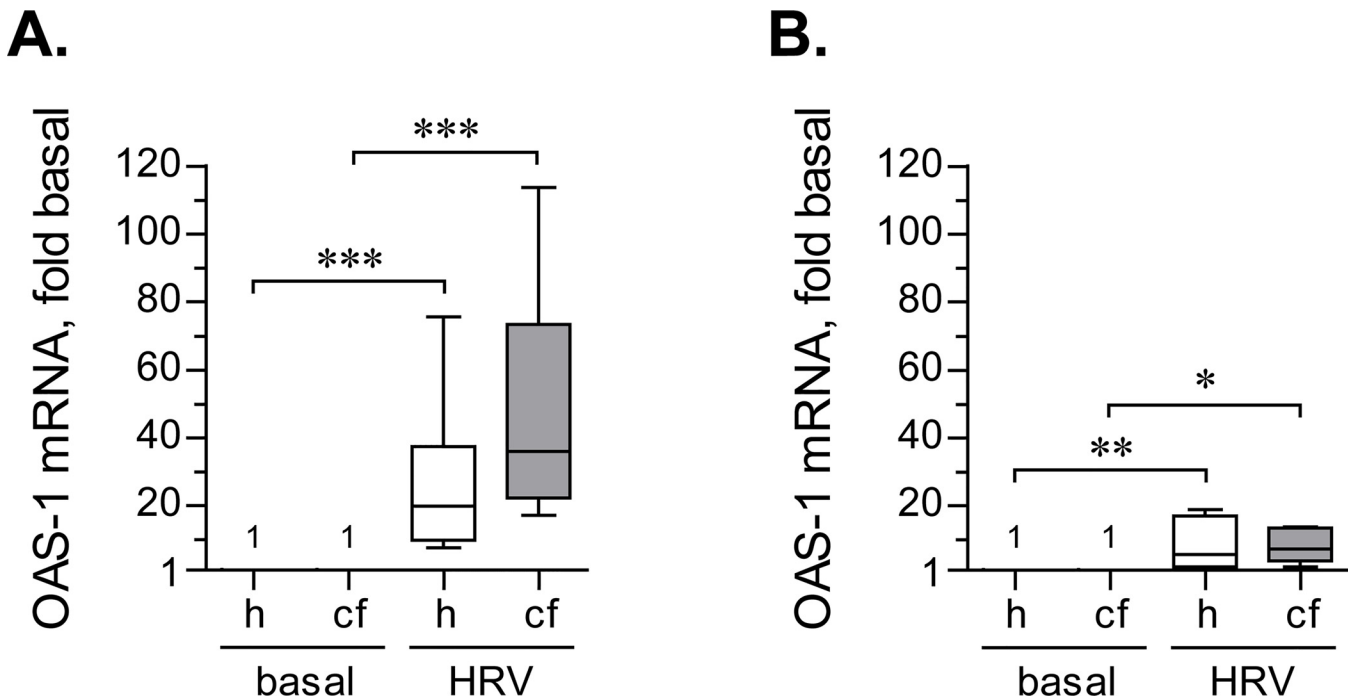 A.
OAS-1 mRNA, fold basal
120
100
80
60
40
20
1
***
***
1 1
h cf h cf
basal HRV
B.
OAS-1 mRNA, fold basal
120
100
80
60
40
20
1
*
**
1 1
h cf h cf
basal HRV